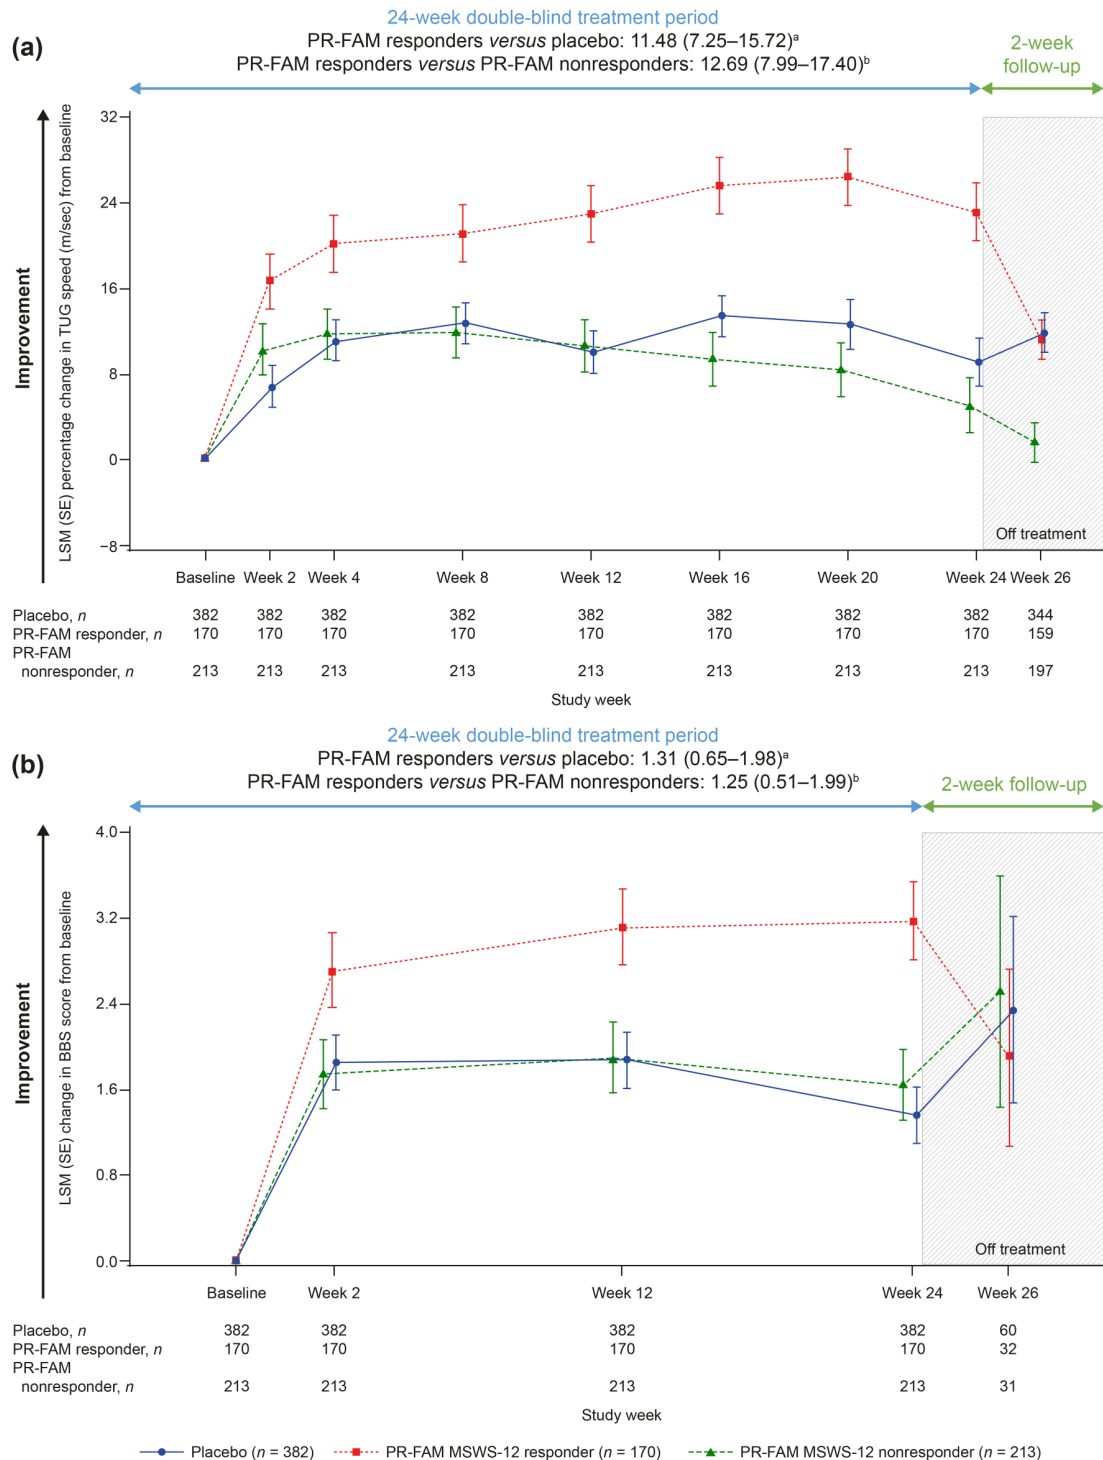 (a)
24-week double-blind treatment period
PR-FAM responders versus placebo: 11.48 (7.25–15.72)ᵃ
PR-FAM responders versus PR-FAM nonresponders: 12.69 (7.99–17.40)ᵇ
2-week
follow-up
Improvement
LSM (SE) percentage change in TUG speed (m/sec) from baseline
32
24
16
8
0
−8
Off treatment
Baseline Week 2 Week 4 Week 8 Week 12 Week 16 Week 20 Week 24 Week 26
Placebo, n 382 382 382 382 382 382 382 382 344
PR-FAM responder, n 170 170 170 170 170 170 170 170 159
PR-FAM
nonresponder, n 213 213 213 213 213 213 213 213 197
Study week
(b)
24-week double-blind treatment period
PR-FAM responders versus placebo: 1.31 (0.65–1.98)ᵃ
PR-FAM responders versus PR-FAM nonresponders: 1.25 (0.51–1.99)ᵇ
2-week follow-up
Improvement
LSM (SE) change in BBS score from baseline
4.0
3.2
2.4
1.6
0.8
0.0
Off treatment
Baseline Week 2 Week 12 Week 24 Week 26
Placebo, n 382 382 382 382 60
PR-FAM responder, n 170 170 170 170 32
PR-FAM
nonresponder, n 213 213 213 213 31
Study week
Placebo (n = 382) PR-FAM MSWS-12 responder (n = 170) PR-FAM MSWS-12 nonresponder (n = 213)